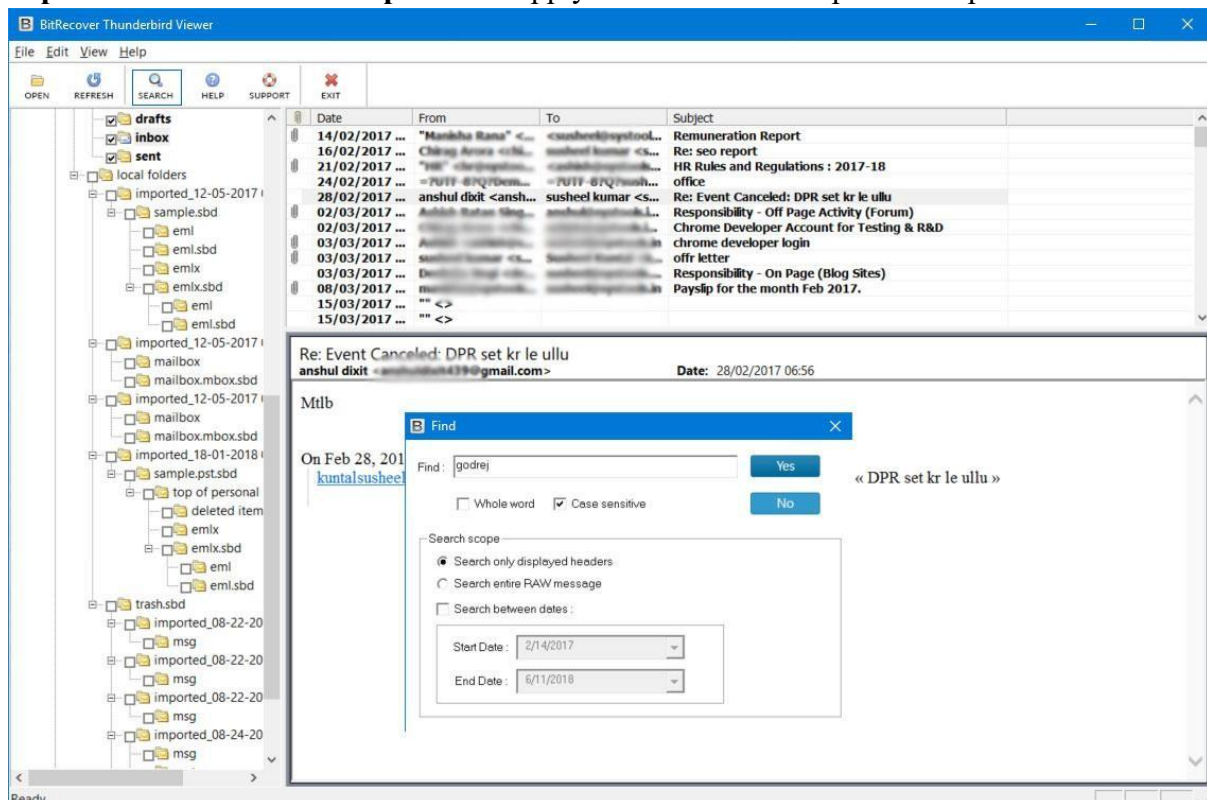 BitRecover Thunderbird Viewer
File Edit View Help
OPEN REFRESH SEARCH HELP SUPPORT EXIT
drafts
inbox
sent
local folders
imported_12-05-2017
sample.sbd
eml
eml.sbd
emlx
emlx.sbd
eml
eml.sbd
imported_12-05-2017
mailbox
mailbox.mbox.sbd
imported_12-05-2017
mailbox
mailbox.mbox.sbd
imported_18-01-2018
sample.pst.sbd
top of personal
deleted item
emlx
emlx.sbd
eml
eml.sbd
trash.sbd
imported_08-22-20
msg
imported_08-22-20
msg
imported_08-22-20
msg
imported_08-24-20
msg
Date From To Subject
14/02/2017 ... "Manisha Rana" <... Remuneration Report
16/02/2017 ... Re: seo report
21/02/2017 ... HR Rules and Regulations : 2017-18
24/02/2017 ... office
28/02/2017 ... anshul dixit <ansh... susheel kumar <s... Re: Event Canceled: DPR set kr le ullu
02/03/2017 ... Responsibility - Off Page Activity (Forum)
02/03/2017 ... Chrome Developer Account for Testing & R&D
03/03/2017 ... chrome developer login
03/03/2017 ... offr letter
03/03/2017 ... Responsibility - On Page (Blog Sites)
08/03/2017 ... Payslip for the month Feb 2017.
15/03/2017 ... "" <>
15/03/2017 ... "" <>
Re: Event Canceled: DPR set kr le ullu
anshul dixit gmail.com> Date: 28/02/2017 06:56
Mtlb
On Feb 28, 201
kuntalsusheel « DPR set kr le ullu »
Find
Find : godrej Yes
Whole word Case sensitive No
Search scope
Search only displayed headers
Search entire RAW message
Search between dates :
Start Date : 2/14/2017
End Date : 6/11/2018
Ready